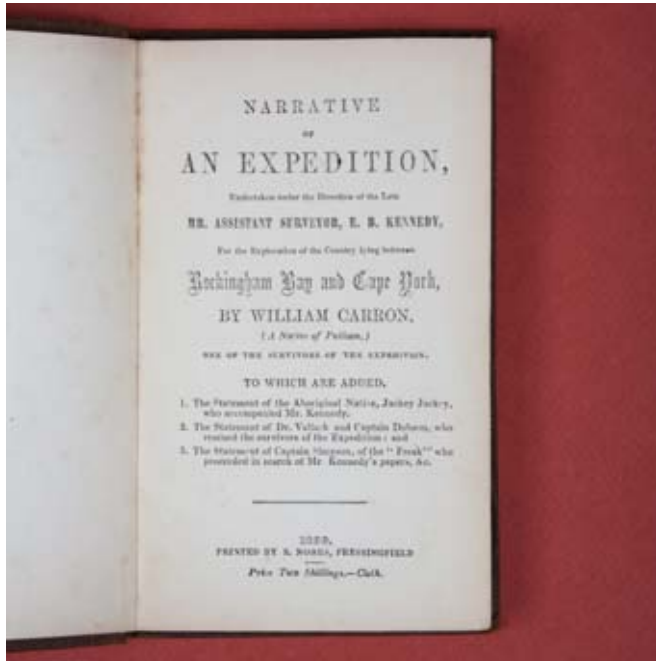 NARRATIVE
OF
AN EXPEDITION,
Undertaken under the Direction of the Late
MR. ASSISTANT SURVEYOR, E. B. KENNEDY,
For the Exploration of the Country lying between
Rockingham Bay and Cape York,
BY WILLIAM CARRON,
(A Native of Pulham,)
ONE OF THE SURVIVORS OF THE EXPEDITION.
TO WHICH ARE ADDED,
1. The Statement of the Aboriginal Native, Jackey Jackey,
who accompanied Mr. Kennedy.
2. The Statement of Dr. Vallack and Captain Dobson, who
rescued the survivors of the Expedition : and
3. The Statement of Captain Simpson, of the "Freak" who
proceeded in search of Mr. Kennedy's papers, &c.
PRINTED BY R. NOBBS, FRESSINGFIELD
Price Two Shillings.—Cloth.